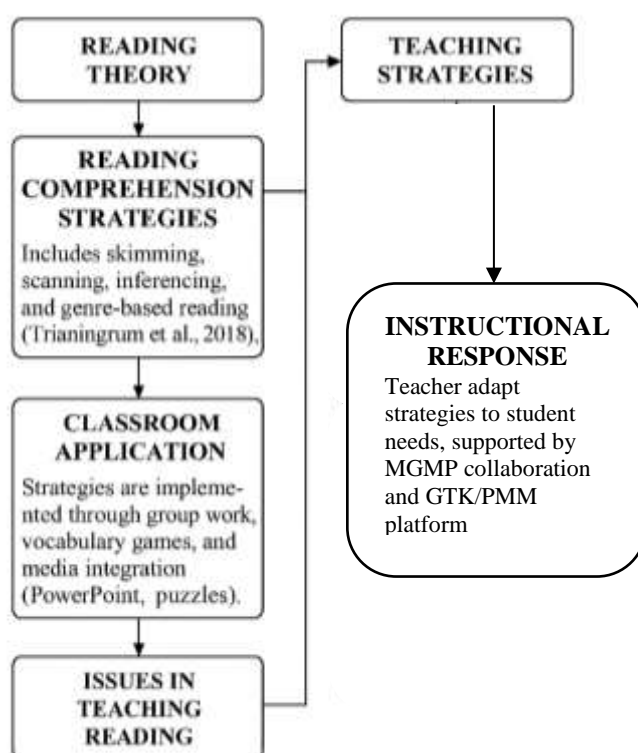 READING
THEORY
READING
COMPREHENSION
STRATEGIES
Includes skimming,
scanning, inferencing,
and genre-based reading
(Trianingrum et al., 2018),
CLASSROOM
APPLICATION
Strategies are impleme-
nted through group work,
vocabulary games, and
media integration
(PowerPoint, puzzles).
ISSUES IN
TEACHING
READING
TEACHING
STRATEGIES
INSTRUCTIONAL
RESPONSE
Teacher adapt
strategies to student
needs, supported by
MGMP collaboration
and GTK/PMM
platform